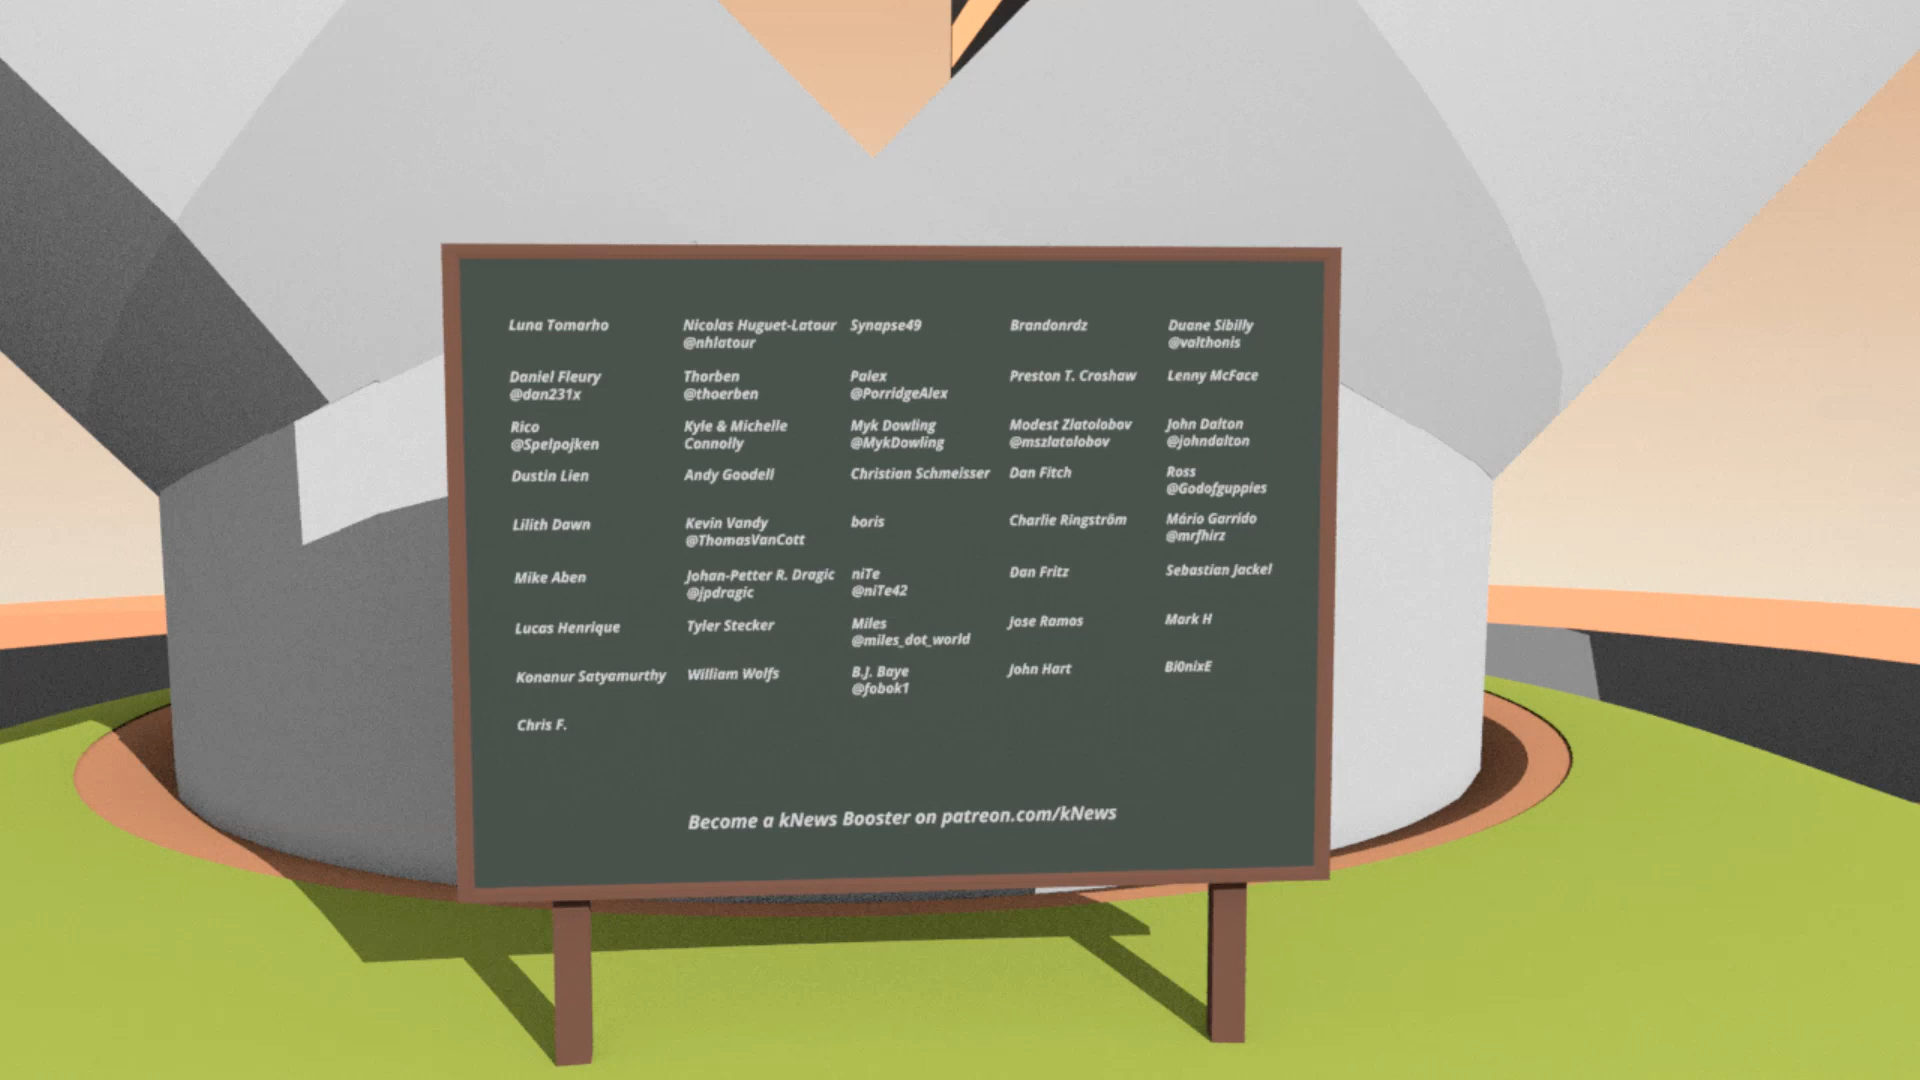 Luna Tomarho
Nicolas Huguet-Latour
@nhlatour
Synapse49
Brandonrdz
Duane Sibilly
@valthonis
Daniel Fleury
@dan231x
Thorben
@thoerben
Palex
@PorridgeAlex
Preston T. Croshaw
Lenny McFace
Rico
@Spelpojken
Kyle & Michelle
Connolly
Myk Dowling
@MykDowling
Modest Zlatolobov
@mszlatolobov
John Dalton
@johndalton
Dustin Lien
Andy Goodell
Christian Schmeisser
Dan Fitch
Ross
@Godofguppies
Lilith Dawn
Kevin Vandy
@ThomasVanCott
boris
Charlie Ringström
Mário Garrido
@mrfhirz
Mike Aben
Johan-Petter R. Dragic
@jpdragic
niTe
@niTe42
Dan Fritz
Sebastian Jackel
Lucas Henrique
Tyler Stecker
Miles
@miles_dot_world
Jose Ramos
Mark H
Konanur Satyamurthy
William Wolfs
B.J. Baye
@fobok1
John Hart
Bi0nixE
Chris F.
Become a kNews Booster on patreon.com/kNews